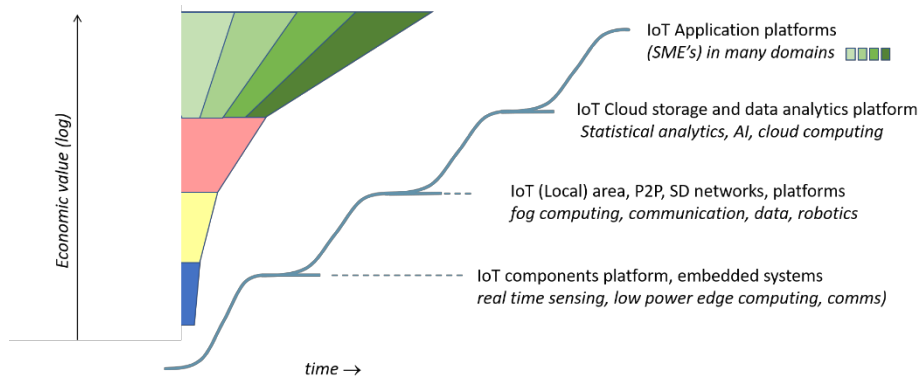 Economic value (log)
IoT Application platforms
(SME's) in many domains
IoT Cloud storage and data analytics platform
Statistical analytics, AI, cloud computing
IoT (Local) area, P2P, SD networks, platforms
fog computing, communication, data, robotics
IoT components platform, embedded systems
real time sensing, low power edge computing, comms)
time →